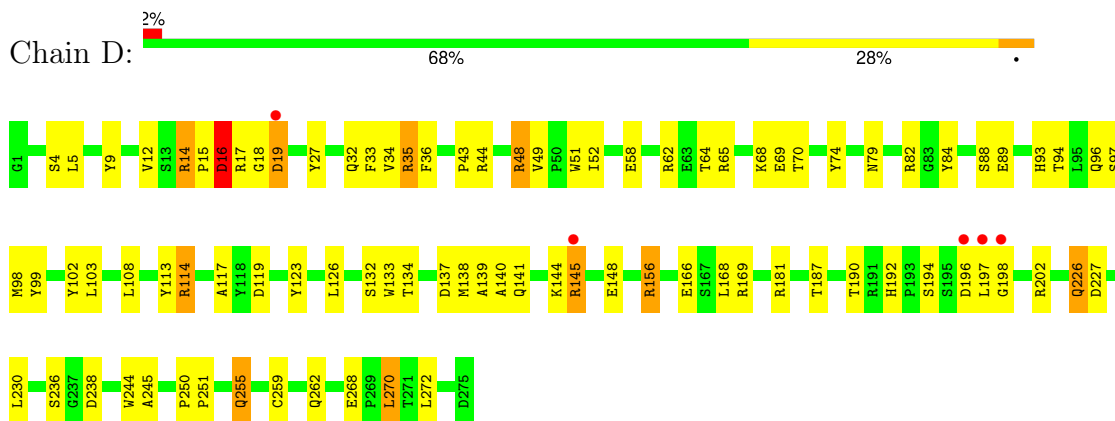 2%
Chain D:
68% 28% •
G1 S4 L5 Y9 V12 S13 R14 P15 D16 R17 G18 D19 Y27 Q32 F33 V34 R35 F36 P43 R44 R48 V49 P50 W51 I52 E58 R62 E63 T64 R65 K68 E69 T70 Y74 N79 R82 G83 Y84 S88 E89 H93 T94 L95 Q96 S97
M98 Y99 Y102 L103 L108 Y113 R114 A117 Y118 D119 Y123 L126 S132 W133 T134 D137 M138 A139 A140 Q141 K144 R145 E148 R156 E166 S167 L168 R169 R181 T187 T190 R191 H192 P193 S194 S195 D196 L197 G198 R202 Q226 D227
L230 S236 G237 D238 W244 A245 P250 P251 Q255 C259 Q262 E268 P269 L270 T271 L272 D275